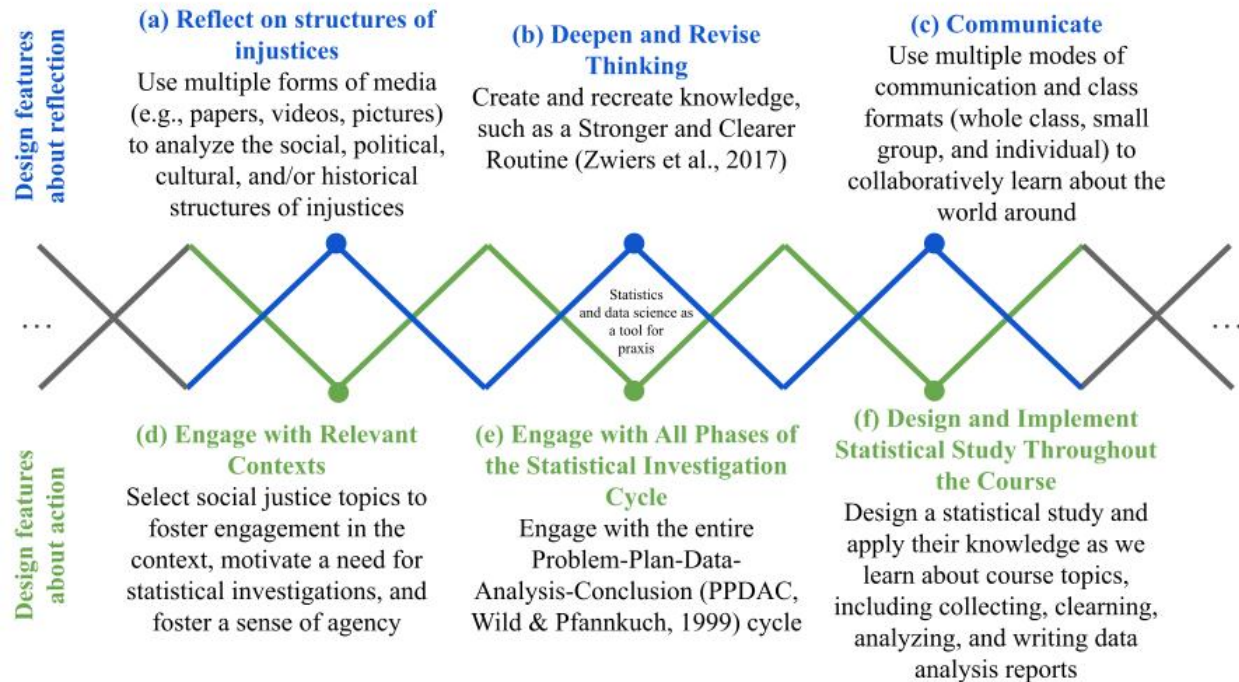 Design features
about reflection
(a) Reflect on structures of
injustices
Use multiple forms of media
(e.g., papers, videos, pictures)
to analyze the social, political,
cultural, and/or historical
structures of injustices
(b) Deepen and Revise
Thinking
Create and recreate knowledge,
such as a Stronger and Clearer
Routine (Zwiers et al., 2017)
(c) Communicate
Use multiple modes of
communication and class
formats (whole class, small
group, and individual) to
collaboratively learn about the
world around
...
Statistics
and data science as
a tool for
praxis
...
Design features
about action
(d) Engage with Relevant
Contexts
Select social justice topics to
foster engagement in the
context, motivate a need for
statistical investigations, and
foster a sense of agency
(e) Engage with All Phases of
the Statistical Investigation
Cycle
Engage with the entire
Problem-Plan-Data-
Analysis-Conclusion (PPDAC,
Wild & Pfannkuch, 1999) cycle
(f) Design and Implement
Statistical Study Throughout
the Course
Design a statistical study and
apply their knowledge as we
learn about course topics,
including collecting, clearning,
analyzing, and writing data
analysis reports